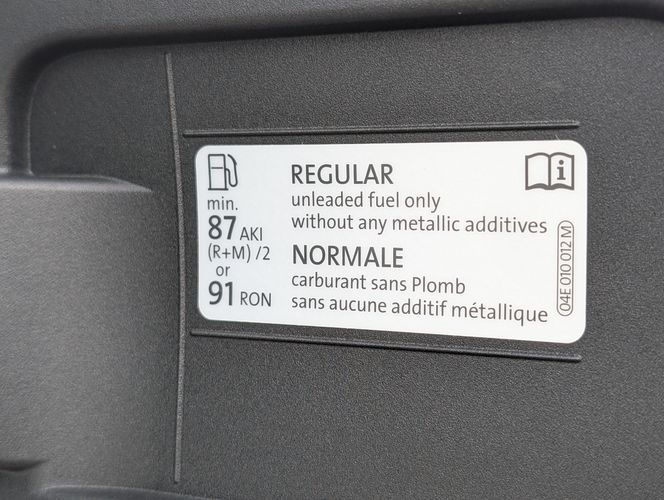 min.
87 AKI
(R+M) /2
or
91 RON
REGULAR
unleaded fuel only
without any metallic additives
NORMALE
carburant sans Plomb
sans aucune additif métallique
i
04E 010 012 M